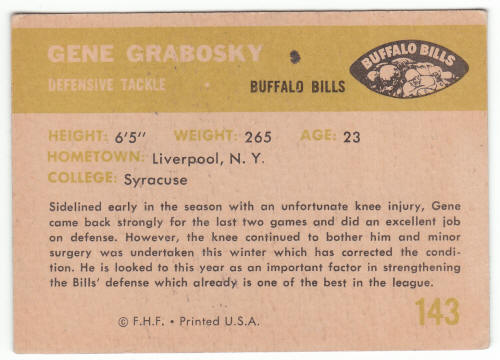 GENE GRABOSKY
DEFENSIVE TACKLE
BUFFALO BILLS
BUFFALO BILLS
HEIGHT: 6'5" WEIGHT: 265 AGE: 23
HOMETOWN: Liverpool, N. Y.
COLLEGE: Syracuse
Sidelined early in the season with an unfortunate knee injury, Gene
came back strongly for the last two games and did an excellent job
on defense. However, the knee continued to bother him and minor
surgery was undertaken this winter which has corrected the condi-
tion. He is looked to this year as an important factor in strengthening
the Bills' defense which already is one of the best in the league.
143
© F.H.F. • Printed U.S.A.